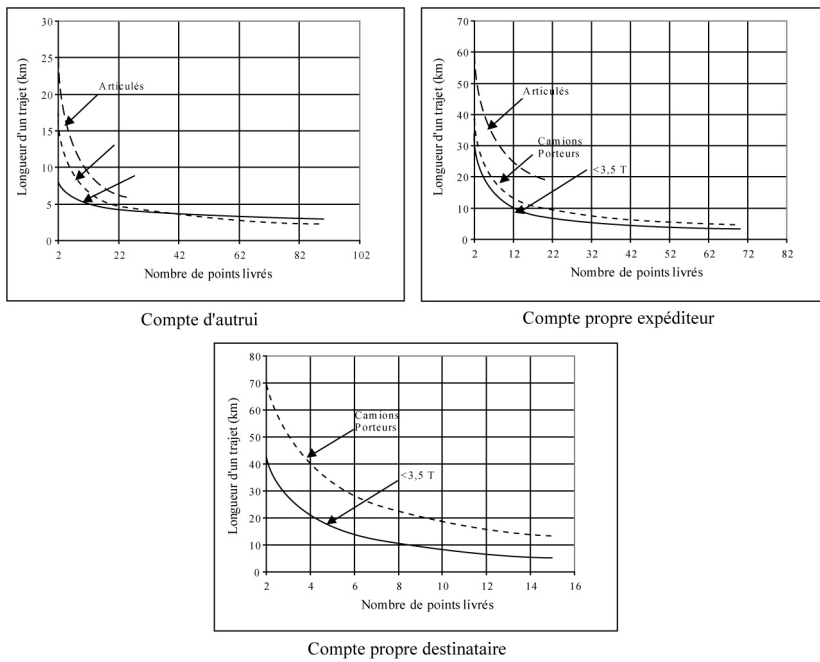 Longueur d'un trajet (km)
30
25
20
15
10
5
0
Articulés
2 22 42 62 82 102
Nombre de points livrés
Compte d'autrui
Longueur d'un trajet (km)
70
60
50
40
30
20
10
0
Articulés
Camions
Porteurs
<3,5 T
2 12 22 32 42 52 62 72 82
Nombre de points livrés
Compte propre expéditeur
Longueur d'un trajet (km)
80
70
60
50
40
30
20
10
0
Camions
Porteurs
<3,5 T
2 4 6 8 10 12 14 16
Nombre de points livrés
Compte propre destinataire